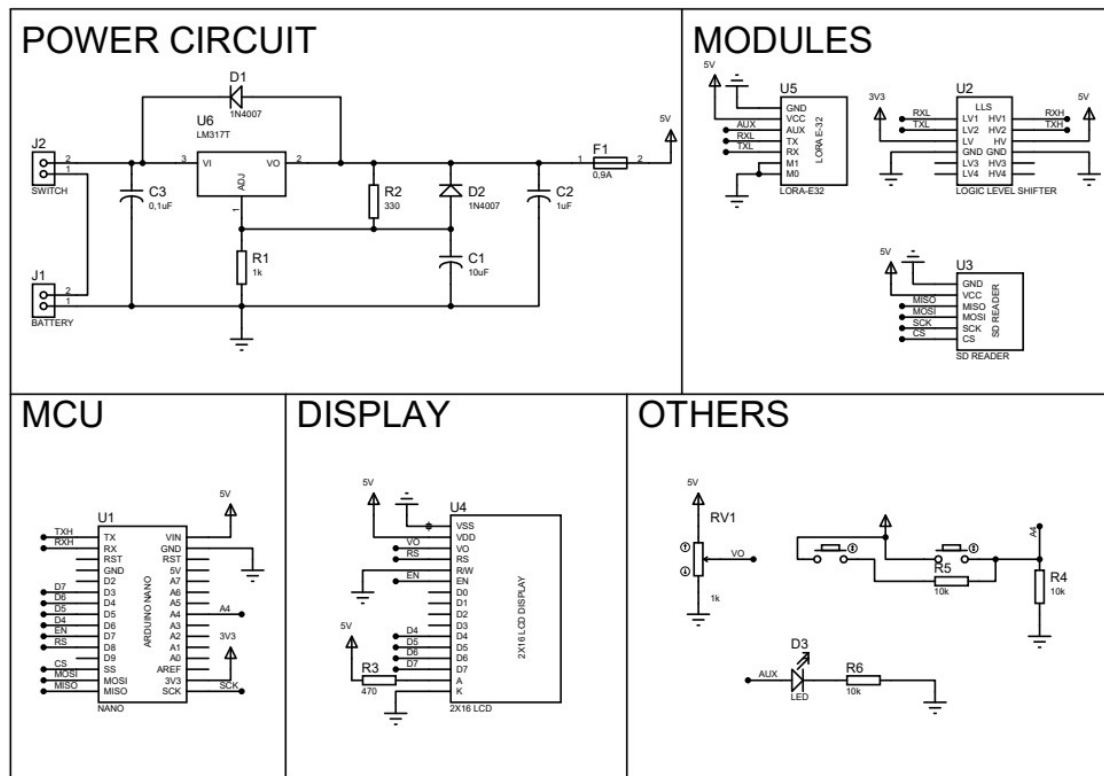 POWER CIRCUIT
D1
1N4007
U6
LM317T
J2
2
1
SWITCH
3
VI
VO
2
ADJ
1
C3
0,1uF
R2
330
D2
1N4007
C2
1uF
1
F1
2
0,9A
5V
R1
1k
C1
10uF
J1
2
1
BATTERY
MODULES
5V
U5
GND
VCC
AUX
AUX
RXL
TX
TXL
RX
M1
M0
LORA E-32
LORA-E32
3V3
U2
5V
LLS
RXL
LV1
HV1
RXH
TXL
LV2
HV2
TXH
LV
HV
GND
GND
LV3
HV3
LV4
HV4
LOGIC LEVEL SHIFTER
5V
U3
GND
VCC
MISO
MISO
MOSI
MOSI
SCK
SCK
CS
CS
SD READER
SD READER
MCU
5V
U1
TXH
TX
VIN
RXH
RX
GND
RST
RST
GND
5V
D2
A7
D7
D3
A6
D6
D4
A5
D5
D5
A4
A4
D4
D6
A3
EN
D7
A2
RS
D8
A1
3V3
D9
A0
CS
SS
AREF
MOSI
MOSI
3V3
MISO
MISO
SCK
SCK
ARDUINO NANO
NANO
DISPLAY
5V
U4
VSS
VDD
VO
VO
RS
RS
R/W
EN
EN
D0
D1
D2
D3
D4
D4
D5
D5
D6
D6
D7
D7
A
K
5V
R3
470
2X16 LCD DISPLAY
2X16 LCD
OTHERS
5V
RV1
VO
1k
A4
R5
10k
R4
10k
D3
AUX
LED
R6
10k